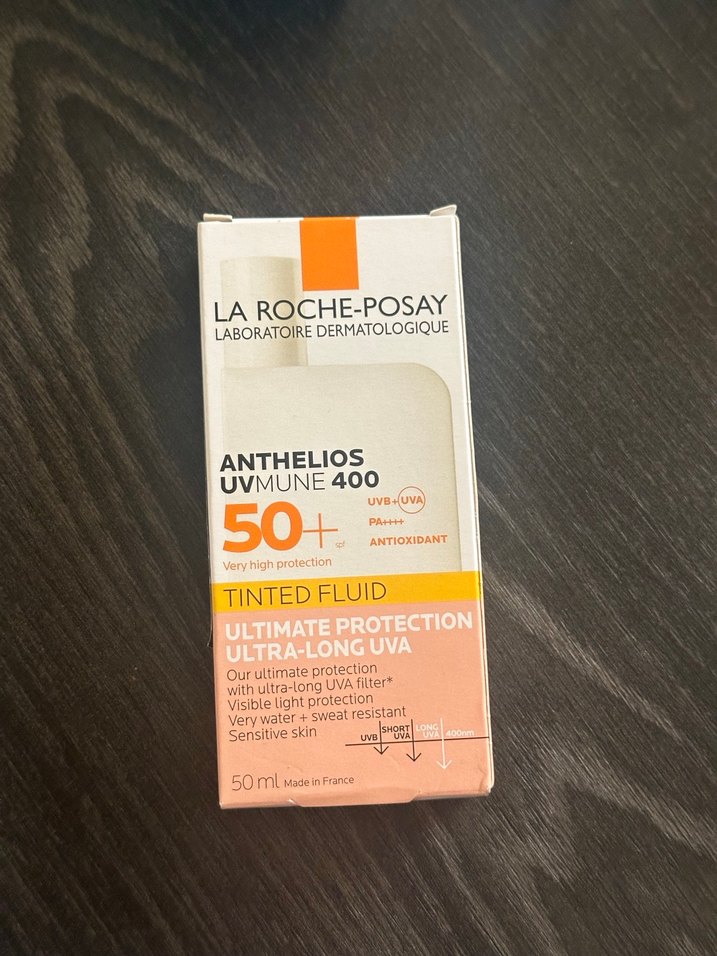 LA ROCHE-POSAY
LABORATOIRE DERMATOLOGIQUE
ANTHELIOS
UVMUNE 400
50+ spf
Very high protection
UVB+UVA
PA++++
ANTIOXIDANT
TINTED FLUID
ULTIMATE PROTECTION
ULTRA-LONG UVA
Our ultimate protection
with ultra-long UVA filter*
Visible light protection
Very water + sweat resistant
Sensitive skin
UVB
SHORT
UVA
LONG
UVA
400nm
50 ml Made in France